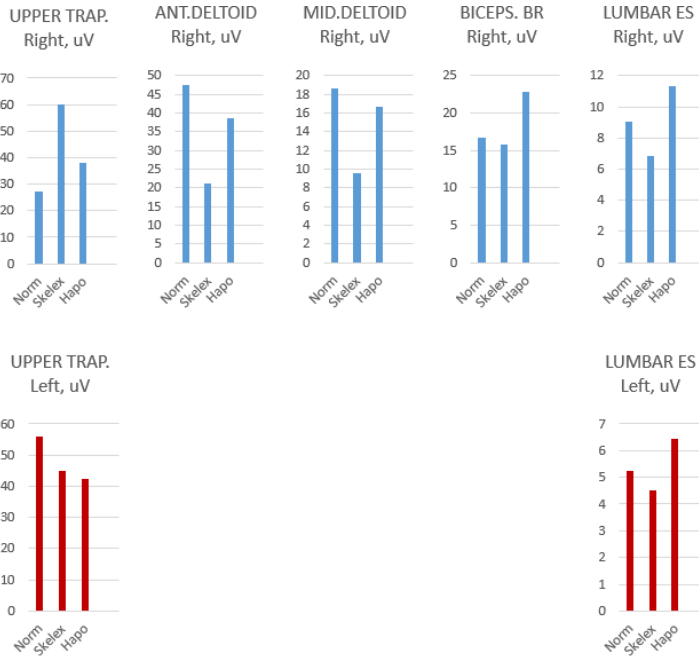 UPPER TRAP.
Right, uV
70
60
50
40
30
20
10
0
Norm
Skelex
Hapo
ANT.DELTOID
Right, uV
50
45
40
35
30
25
20
15
10
5
0
Norm
Skelex
Hapo
MID.DELTOID
Right, uV
20
18
16
14
12
10
8
6
4
2
0
Norm
Skelex
Hapo
BICEPS. BR
Right, uV
25
20
15
10
5
0
Norm
Skelex
Hapo
LUMBAR ES
Right, uV
12
10
8
6
4
2
0
Norm
Skelex
Hapo
UPPER TRAP.
Left, uV
60
50
40
30
20
10
0
Norm
Skelex
Hapo
LUMBAR ES
Left, uV
7
6
5
4
3
2
1
0
Norm
Skelex
Hapo